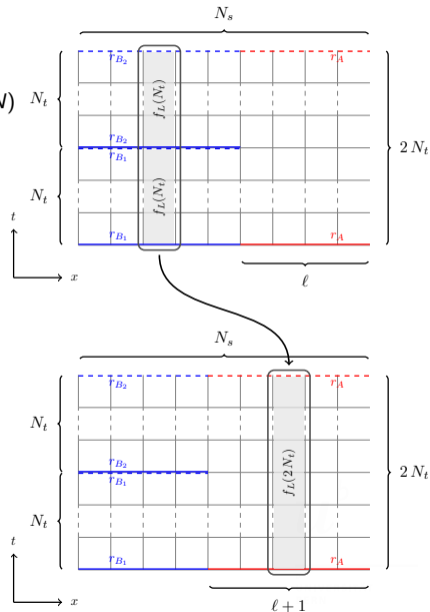 N_s
r_{B_2} r_A
N)
N_t
f_L(N_t)
r_{B_2}
r_{B_1}
2 N_t
N_t
f_L(N_t)
r_{B_1} r_A
t
x
ℓ
N_s
r_{B_2} r_A
N_t
r_{B_2}
r_{B_1}
f_L(2 N_t)
2 N_t
N_t
r_{B_1} r_A
t
x
ℓ + 1